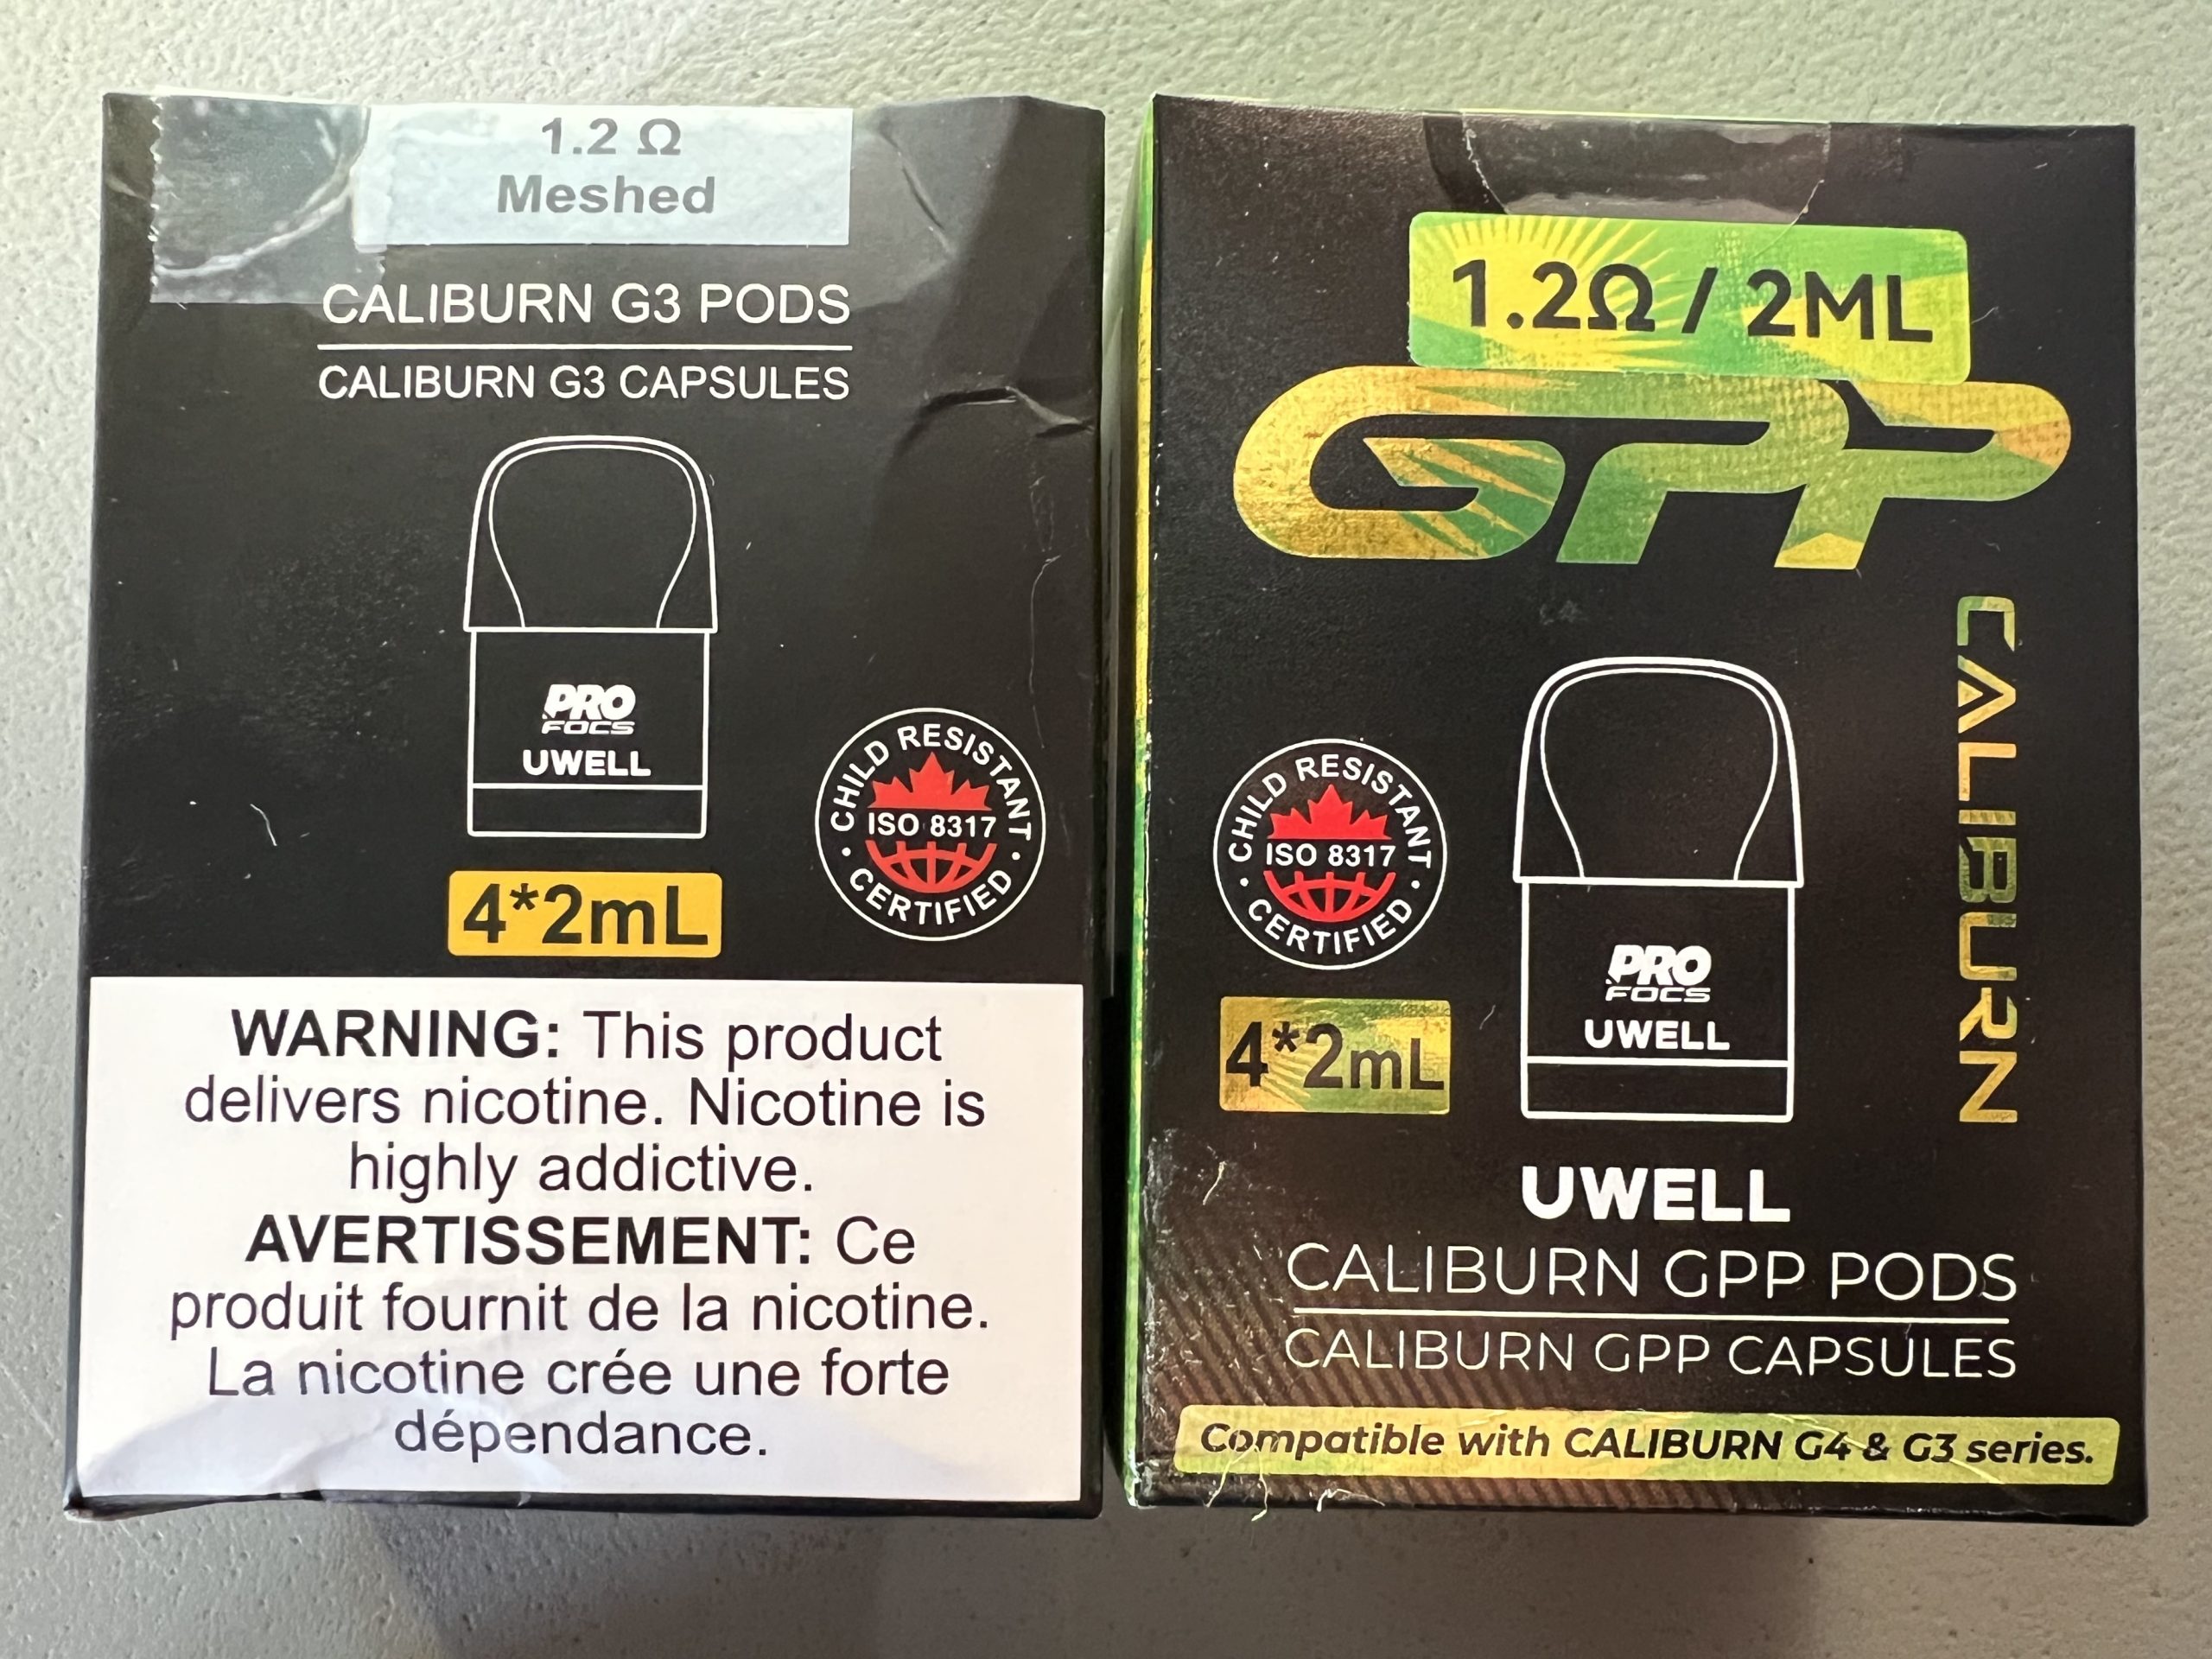 1.2 Ω
Meshed
CALIBURN G3 PODS
CALIBURN G3 CAPSULES
PRO
FOCS
UWELL
CHILD RESISTANT
ISO 8317
CERTIFIED
4*2mL
WARNING: This product
delivers nicotine. Nicotine is
highly addictive.
AVERTISSEMENT: Ce
produit fournit de la nicotine.
La nicotine crée une forte
dépendance.
1.2Ω / 2ML
GPP
CALIBURN
CHILD RESISTANT
ISO 8317
CERTIFIED
PRO
FOCS
UWELL
4*2mL
UWELL
CALIBURN GPP PODS
CALIBURN GPP CAPSULES
Compatible with CALIBURN G4 & G3 series.